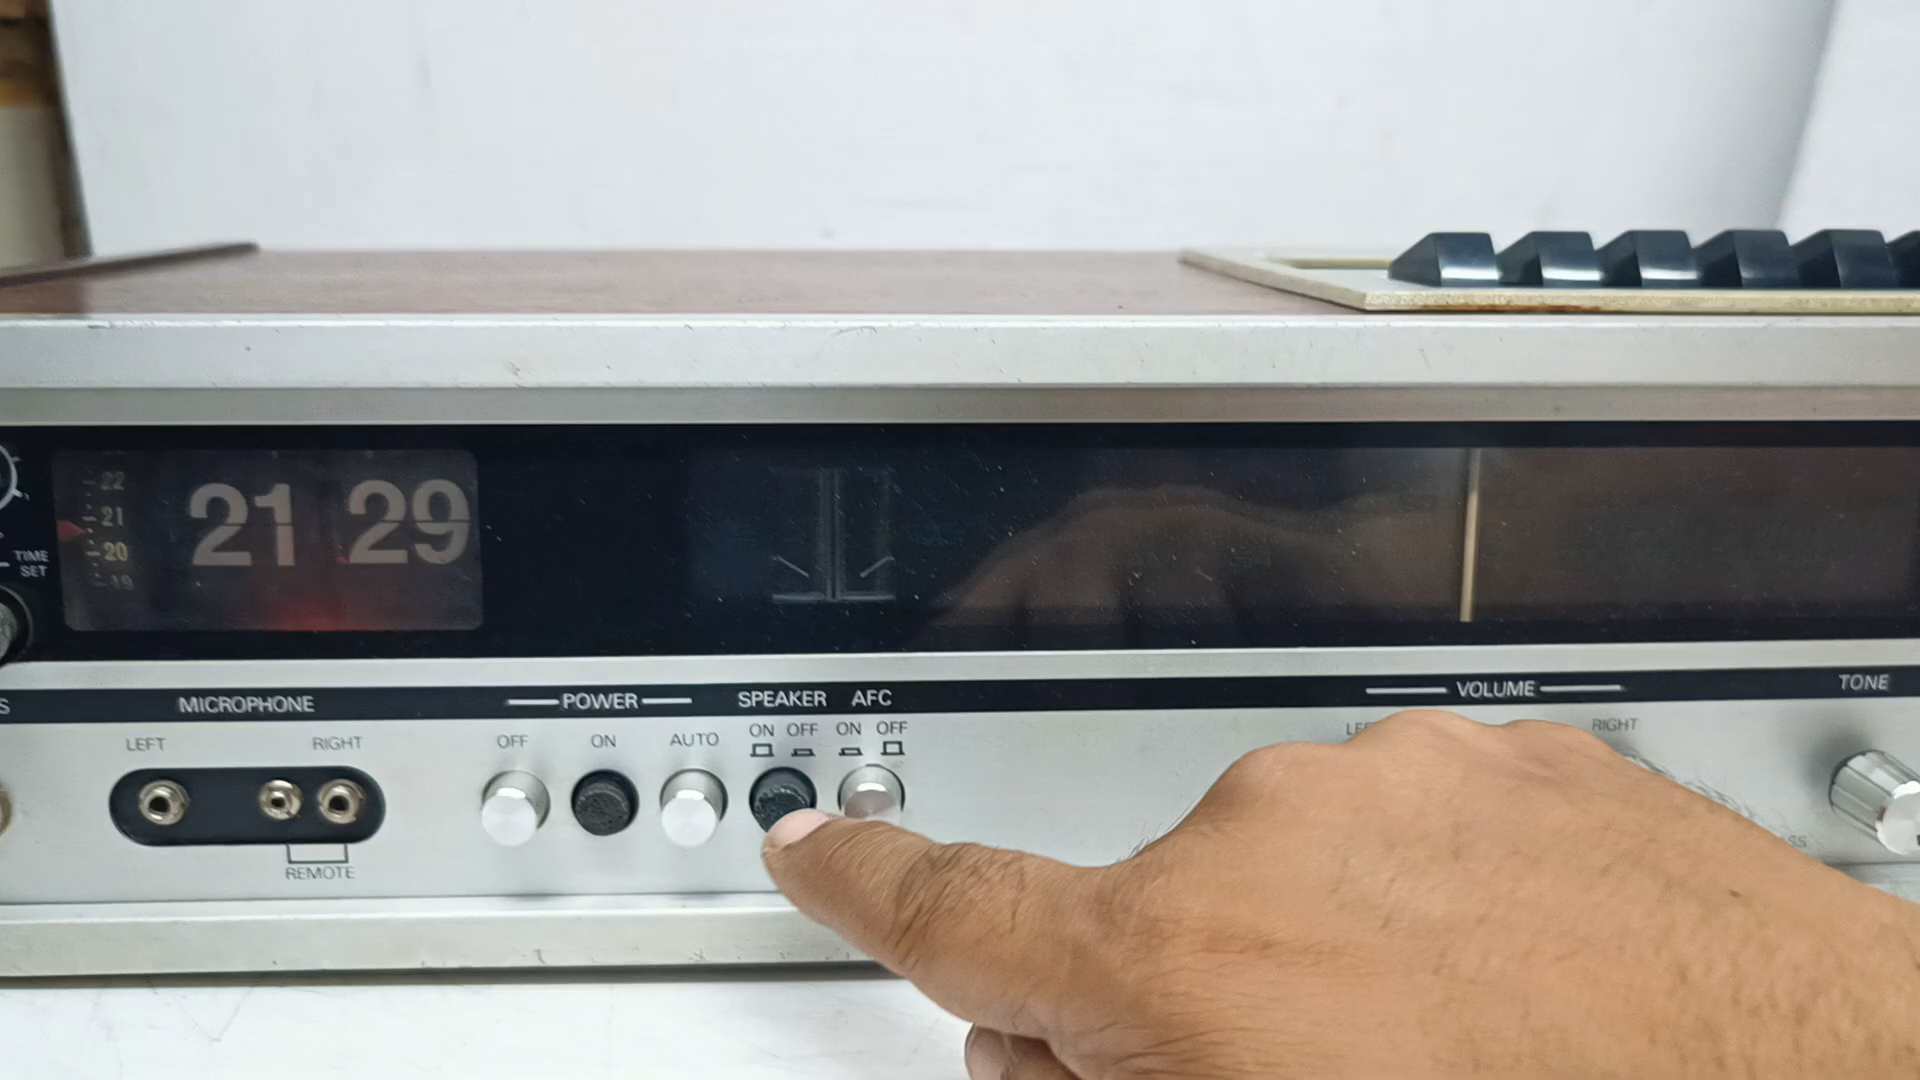 22
21
20
19
21 29
TIME
SET
S
MICROPHONE
POWER
SPEAKER
AFC
VOLUME
TONE
LEFT
RIGHT
OFF
ON
AUTO
ON
OFF
ON
OFF
RIGHT
REMOTE